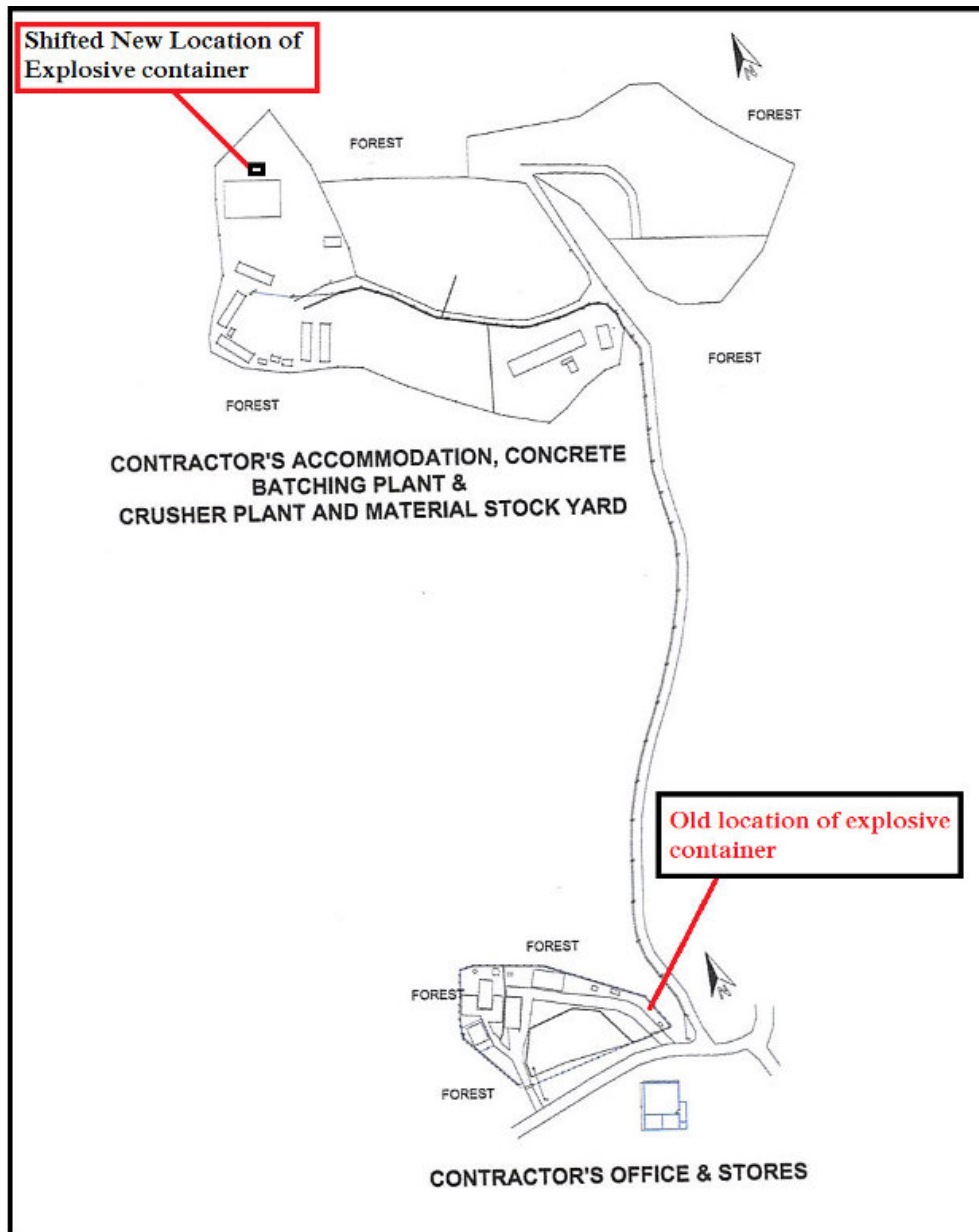 Shifted New Location of
Explosive container
FOREST
FOREST
FOREST
FOREST
CONTRACTOR'S ACCOMMODATION, CONCRETE
BATCHING PLANT &
CRUSHER PLANT AND MATERIAL STOCK YARD
Old location of explosive
container
FOREST
FOREST
FOREST
CONTRACTOR'S OFFICE & STORES